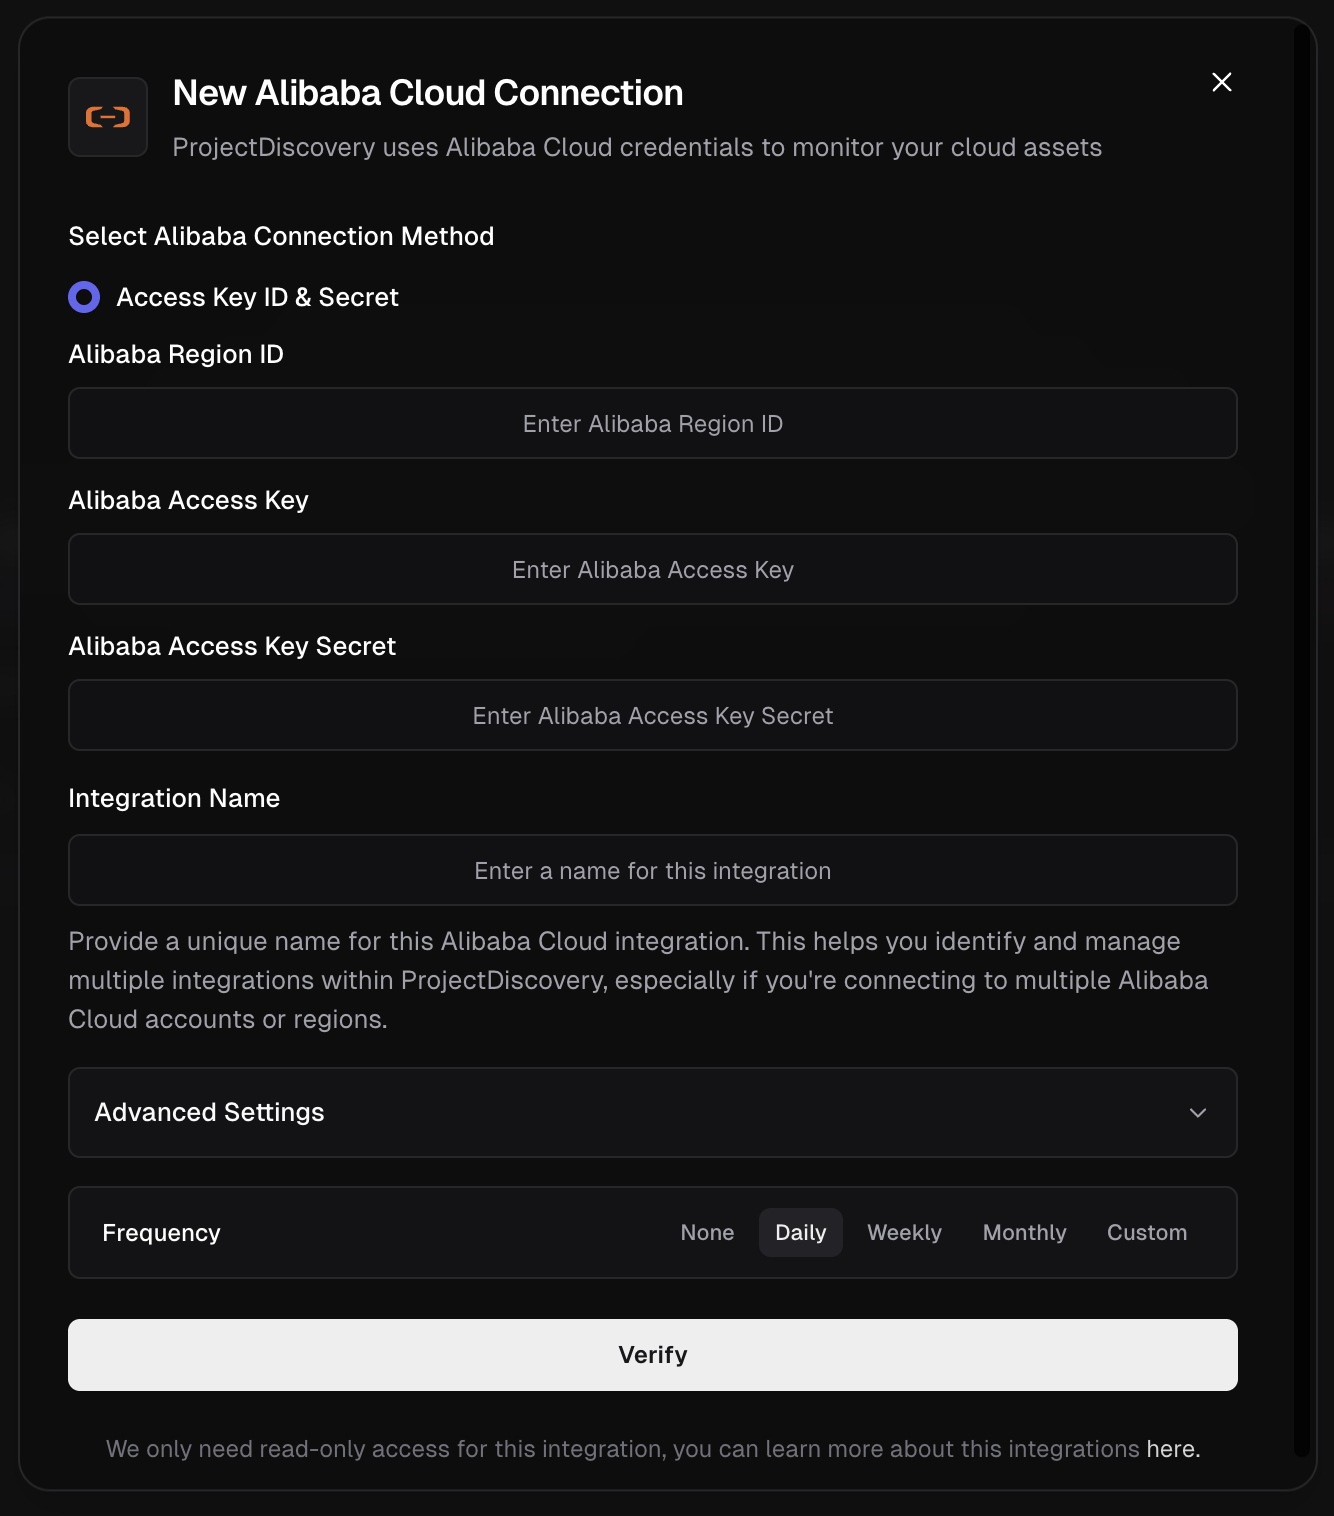 New Alibaba Cloud Connection
ProjectDiscovery uses Alibaba Cloud credentials to monitor your cloud assets
Select Alibaba Connection Method
Access Key ID & Secret
Alibaba Region ID
Enter Alibaba Region ID
Alibaba Access Key
Enter Alibaba Access Key
Alibaba Access Key Secret
Enter Alibaba Access Key Secret
Integration Name
Enter a name for this integration
Provide a unique name for this Alibaba Cloud integration. This helps you identify and manage
multiple integrations within ProjectDiscovery, especially if you're connecting to multiple Alibaba
Cloud accounts or regions.
Advanced Settings
Frequency None Daily Weekly Monthly Custom
Verify
We only need read-only access for this integration, you can learn more about this integrations here.